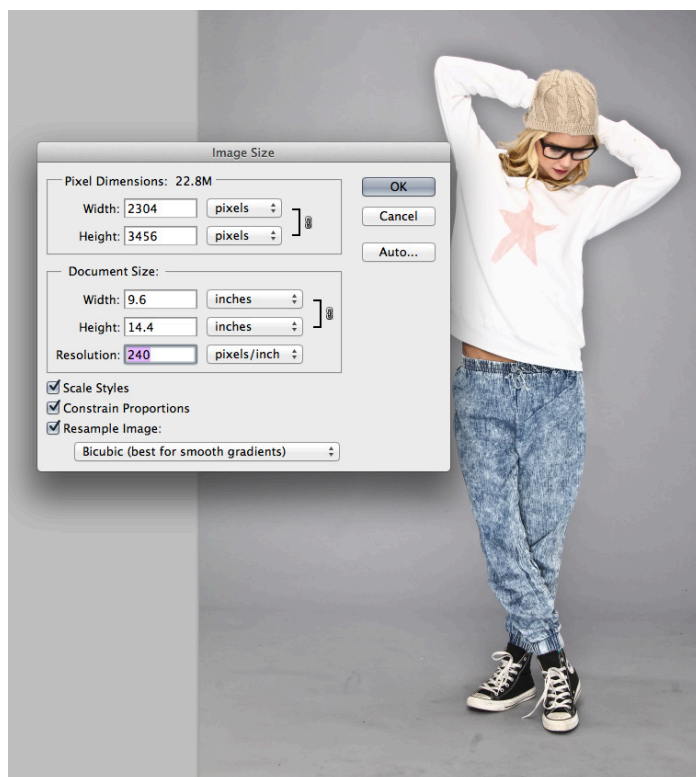 Image Size
Pixel Dimensions: 22.8M
Width: 2304 pixels
Height: 3456 pixels
OK
Cancel
Auto...
Document Size:
Width: 9.6 inches
Height: 14.4 inches
Resolution: 240 pixels/inch
Scale Styles
Constrain Proportions
Resample Image:
Bicubic (best for smooth gradients)